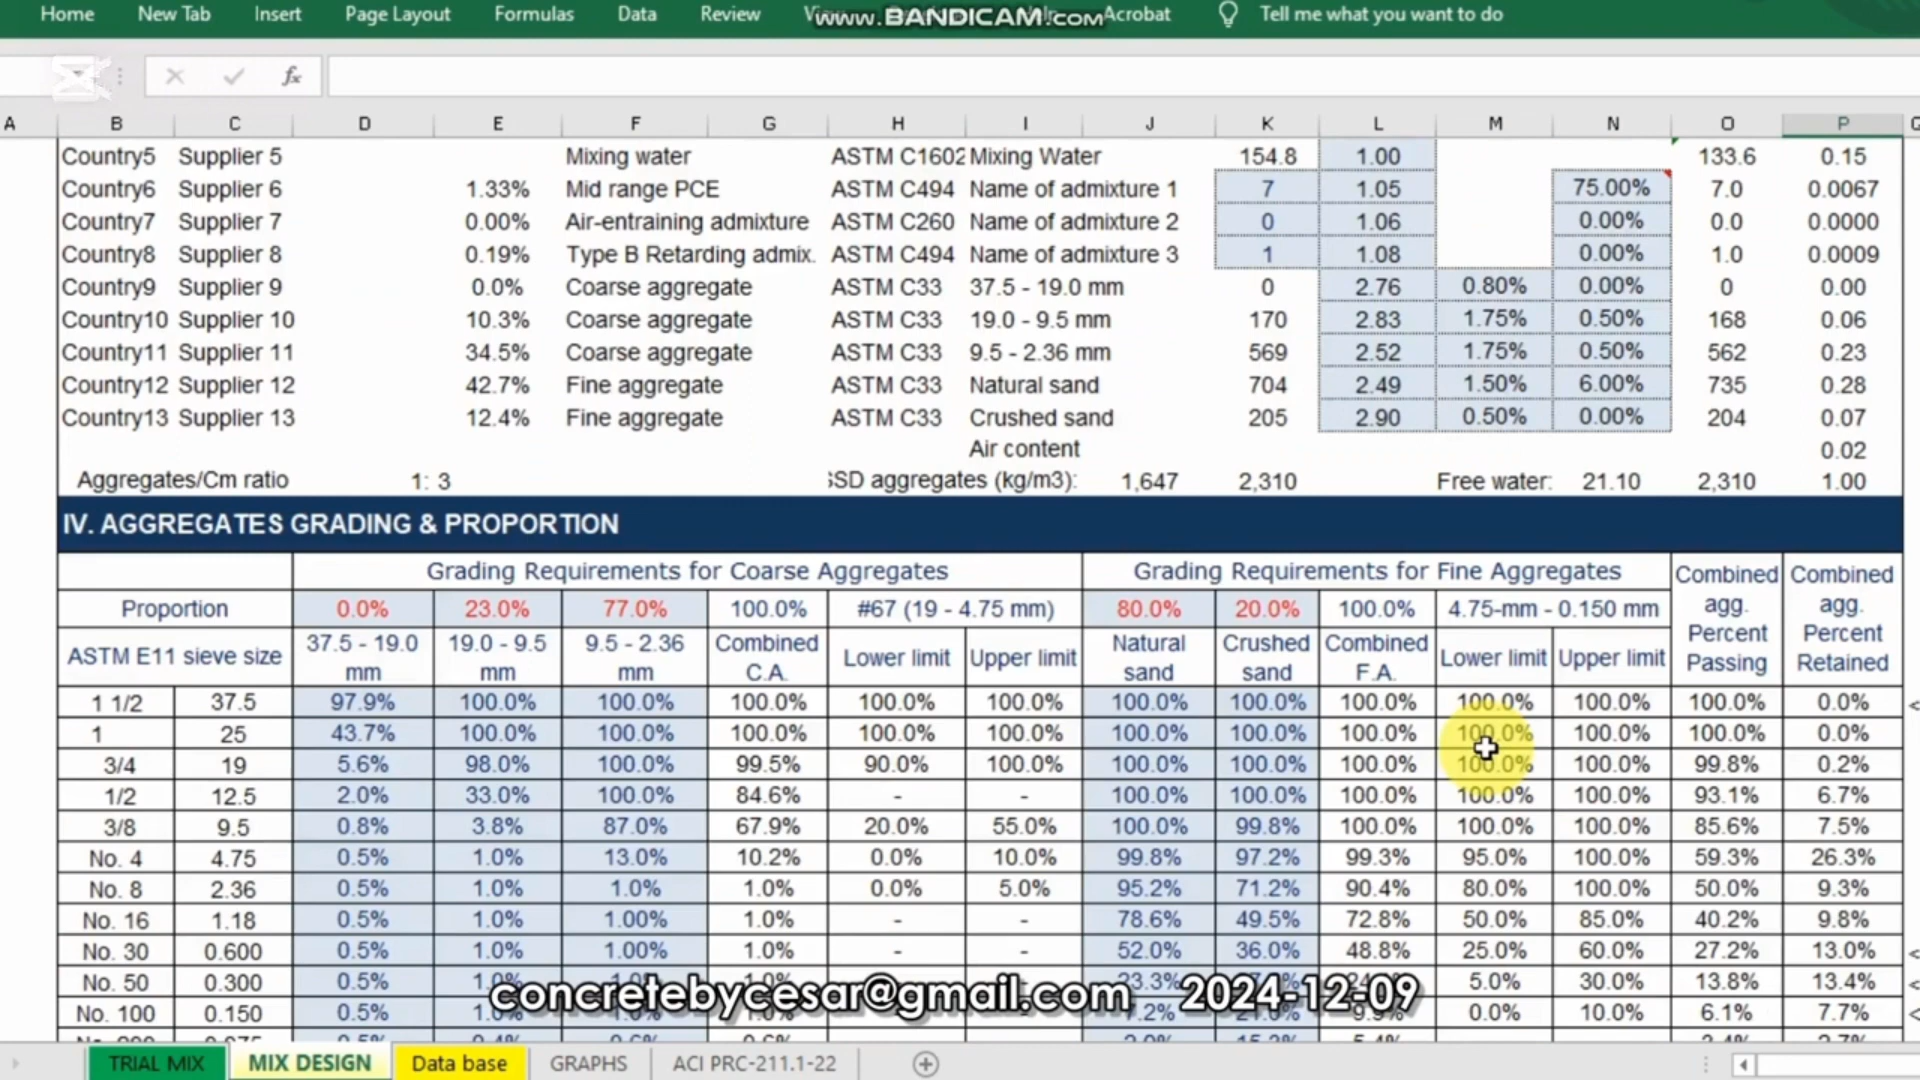 Home New Tab Insert Page Layout Formulas Data Review www.BANDICAM.com Acrobat Tell me what you want to do
fx
A B C D E F G H I J K L M N O P
Country5 Supplier 5 Mixing water ASTM C1602 Mixing Water 154.8 1.00 133.6 0.15
Country6 Supplier 6 1.33% Mid range PCE ASTM C494 Name of admixture 1 7 1.05 75.00% 7.0 0.0067
Country7 Supplier 7 0.00% Air-entraining admixture ASTM C260 Name of admixture 2 0 1.06 0.00% 0.0 0.0000
Country8 Supplier 8 0.19% Type B Retarding admix. ASTM C494 Name of admixture 3 1 1.08 0.00% 1.0 0.0009
Country9 Supplier 9 0.0% Coarse aggregate ASTM C33 37.5 - 19.0 mm 0 2.76 0.80% 0.00% 0 0.00
Country10 Supplier 10 10.3% Coarse aggregate ASTM C33 19.0 - 9.5 mm 170 2.83 1.75% 0.50% 168 0.06
Country11 Supplier 11 34.5% Coarse aggregate ASTM C33 9.5 - 2.36 mm 569 2.52 1.75% 0.50% 562 0.23
Country12 Supplier 12 42.7% Fine aggregate ASTM C33 Natural sand 704 2.49 1.50% 6.00% 735 0.28
Country13 Supplier 13 12.4% Fine aggregate ASTM C33 Crushed sand 205 2.90 0.50% 0.00% 204 0.07
Air content 0.02
Aggregates/Cm ratio 1: 3 SSD aggregates (kg/m3): 1,647 2,310 Free water: 21.10 2,310 1.00
IV. AGGREGATES GRADING & PROPORTION
Grading Requirements for Coarse Aggregates Grading Requirements for Fine Aggregates Combined agg. Percent Passing Combined agg. Percent Retained
Proportion 0.0% 23.0% 77.0% 100.0% #67 (19 - 4.75 mm) 80.0% 20.0% 100.0% 4.75-mm - 0.150 mm
ASTM E11 sieve size 37.5 - 19.0 mm 19.0 - 9.5 mm 9.5 - 2.36 mm Combined C.A. Lower limit Upper limit Natural sand Crushed sand Combined F.A. Lower limit Upper limit
1 1/2 37.5 97.9% 100.0% 100.0% 100.0% 100.0% 100.0% 100.0% 100.0% 100.0% 100.0% 100.0% 100.0% 0.0% <
1 25 43.7% 100.0% 100.0% 100.0% 100.0% 100.0% 100.0% 100.0% 100.0% 100.0% 100.0% 100.0% 0.0%
3/4 19 5.6% 98.0% 100.0% 99.5% 90.0% 100.0% 100.0% 100.0% 100.0% 100.0% 100.0% 99.8% 0.2%
1/2 12.5 2.0% 33.0% 100.0% 84.6% - - 100.0% 100.0% 100.0% 100.0% 100.0% 93.1% 6.7%
3/8 9.5 0.8% 3.8% 87.0% 67.9% 20.0% 55.0% 100.0% 99.8% 100.0% 100.0% 100.0% 85.6% 7.5%
No. 4 4.75 0.5% 1.0% 13.0% 10.2% 0.0% 10.0% 99.8% 97.2% 99.3% 95.0% 100.0% 59.3% 26.3%
No. 8 2.36 0.5% 1.0% 1.0% 1.0% 0.0% 5.0% 95.2% 71.2% 90.4% 80.0% 100.0% 50.0% 9.3%
No. 16 1.18 0.5% 1.0% 1.00% 1.0% - - 78.6% 49.5% 72.8% 50.0% 85.0% 40.2% 9.8%
No. 30 0.600 0.5% 1.0% 1.00% 1.0% - - 52.0% 36.0% 48.8% 25.0% 60.0% 27.2% 13.0% <
No. 50 0.300 0.5% 5.0% 30.0% 13.8% 13.4% <
concretebycesar@gmail.com 2024-12-09
No. 100 0.150 0.5% 0.0% 10.0% 6.1% 7.7% <
TRIAL MIX MIX DESIGN Data base GRAPHS ACI PRC-211.1-22